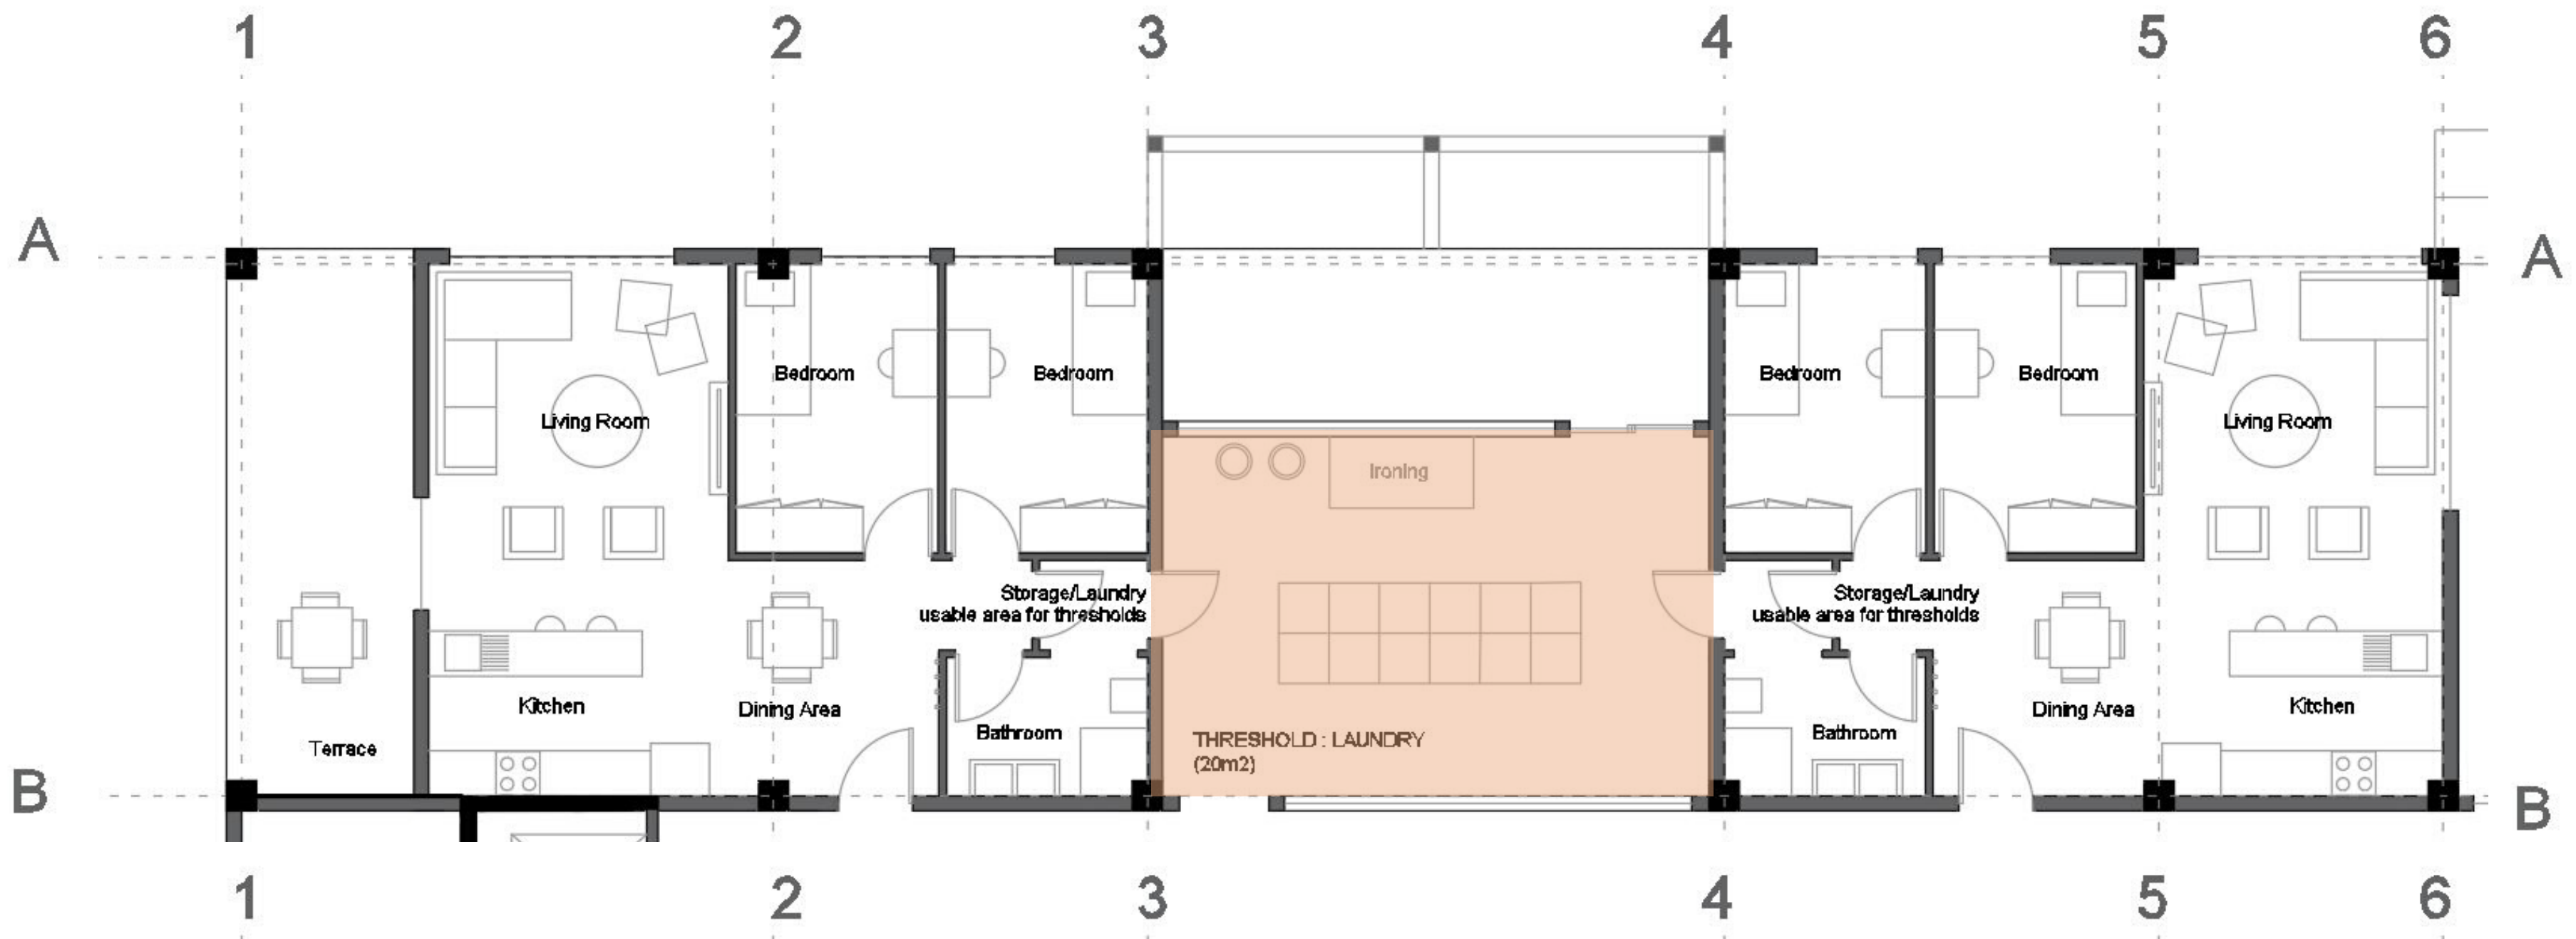 1 2 3 4 5 6
A A
Bedroom Bedroom Bedroom Bedroom
Living Room Living Room
Ironing
Storage/Laundry
usable area for thresholds
Storage/Laundry
usable area for thresholds
Kitchen Dining Area Dining Area Kitchen
Bathroom Bathroom
Terrace
THRESHOLD : LAUNDRY
(20m2)
B B
1 2 3 4 5 6